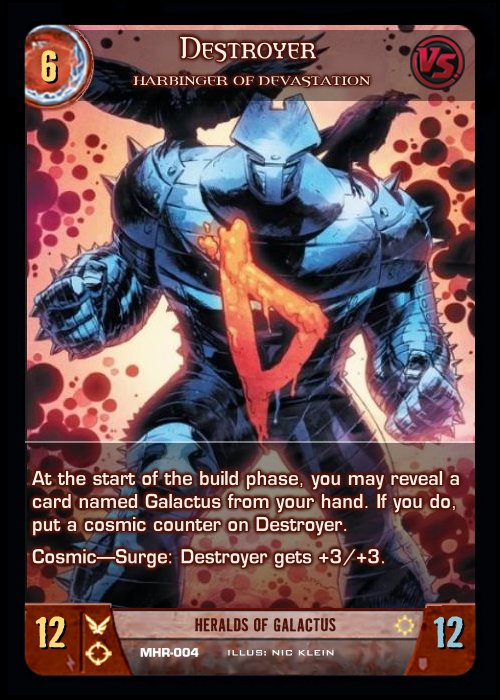 6
Destroyer
VS
Harbinger of Devastation
At the start of the build phase, you may reveal a
card named Galactus from your hand. If you do,
put a cosmic counter on Destroyer.
Cosmic—Surge: Destroyer gets +3/+3.
12
Heralds of Galactus
12
MHR-004 Illus: Nic Klein